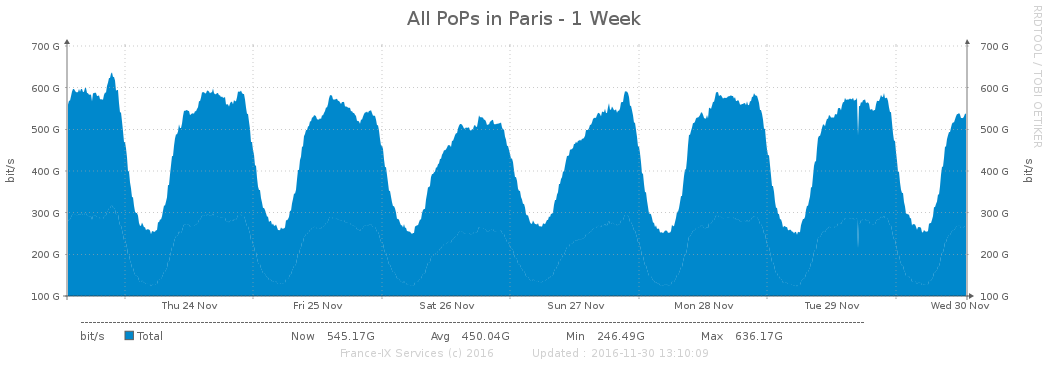 All PoPs in Paris - 1 Week
RRDTOOL / TOBI OETIKER
700 G 700 G
600 G 600 G
500 G 500 G
400 G 400 G
bit/s bit/s
300 G 300 G
200 G 200 G
100 G 100 G
Thu 24 Nov Fri 25 Nov Sat 26 Nov Sun 27 Nov Mon 28 Nov Tue 29 Nov Wed 30 Nov
bit/s Total Now 545.17G Avg 450.04G Min 246.49G Max 636.17G
France-IX Services (c) 2016 Updated : 2016-11-30 13:10:09